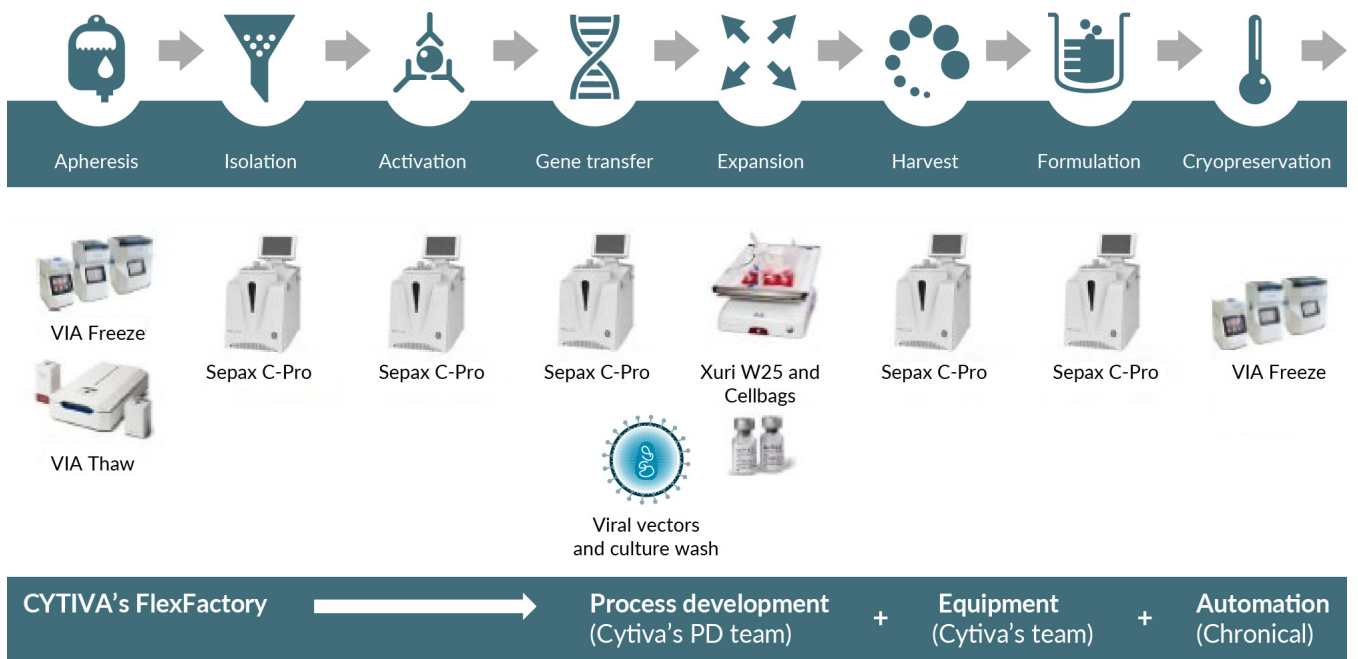 Apheresis
Isolation
Activation
Gene transfer
Expansion
Harvest
Formulation
Cryopreservation
VIA Freeze
Sepax C-Pro
Sepax C-Pro
Sepax C-Pro
Xuri W25 and
Cellbags
Sepax C-Pro
Sepax C-Pro
VIA Freeze
VIA Thaw
Viral vectors
and culture wash
CYTIVA's FlexFactory
Process development
(Cytiva's PD team)
+
Equipment
(Cytiva's team)
+
Automation
(Chronical)